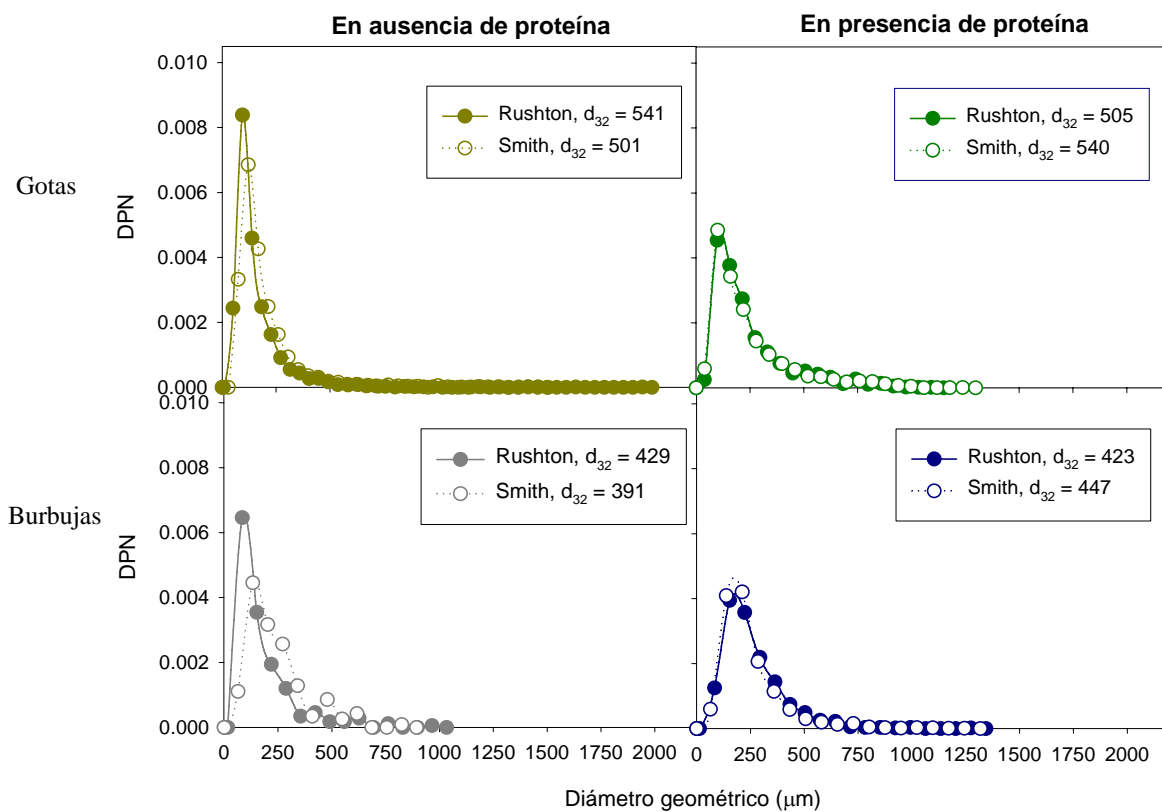 En ausencia de proteína
En presencia de proteína
Gotas
DPN
0.010
0.008
0.006
0.004
0.002
0.000
Rushton, d32 = 541
Smith, d32 = 501
Rushton, d32 = 505
Smith, d32 = 540
Burbujas
DPN
0.010
0.008
0.006
0.004
0.002
0.000
Rushton, d32 = 429
Smith, d32 = 391
Rushton, d32 = 423
Smith, d32 = 447
0 250 500 750 1000 1250 1500 1750 2000
0 250 500 750 1000 1250 1500 1750 2000
Diámetro geométrico (μm)